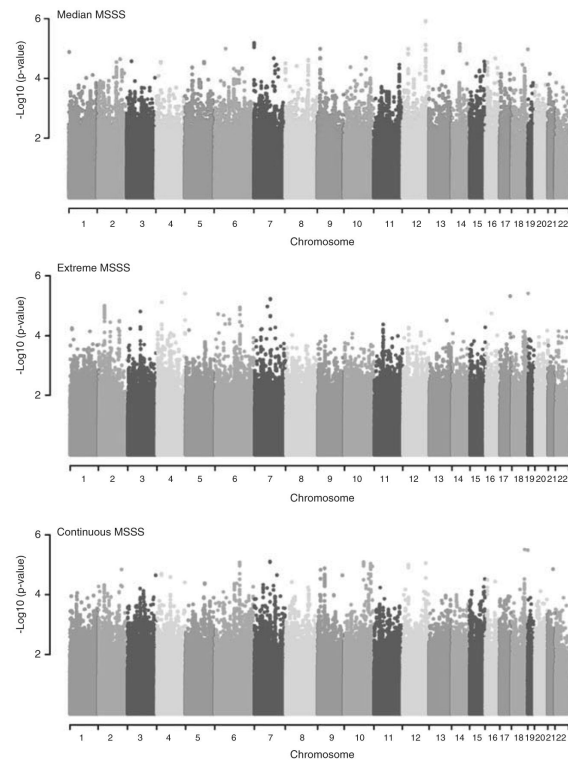 Median MSSS
6
4
2
-Log10 (p-value)
1 2 3 4 5 6 7 8 9 10 11 12 13 14 15 16 17 18 19 20 21 22
Chromosome
Extreme MSSS
6
4
2
-Log10 (p-value)
1 2 3 4 5 6 7 8 9 10 11 12 13 14 15 16 17 18 19 20 21 22
Chromosome
Continuous MSSS
6
4
2
-Log10 (p-value)
1 2 3 4 5 6 7 8 9 10 11 12 13 14 15 16 17 18 19 20 21 22
Chromosome